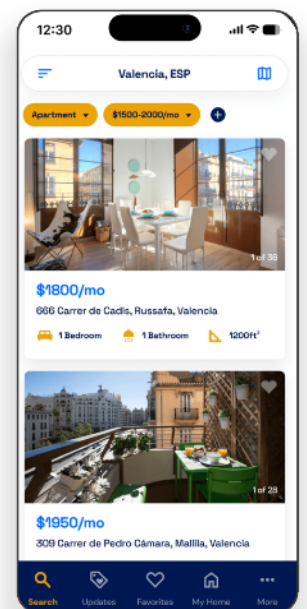 12:30
Valencia, ESP
Apartment
$1500-2000/mo
1 of 36
$1800/mo
666 Carrer de Cadis, Russafa, Valencia
1 Bedroom 1 Bathroom 1200ft²
1 of 28
$1950/mo
309 Carrer de Pedro Cámara, Mallila, Valencia
Search Updates Favorites My Home More